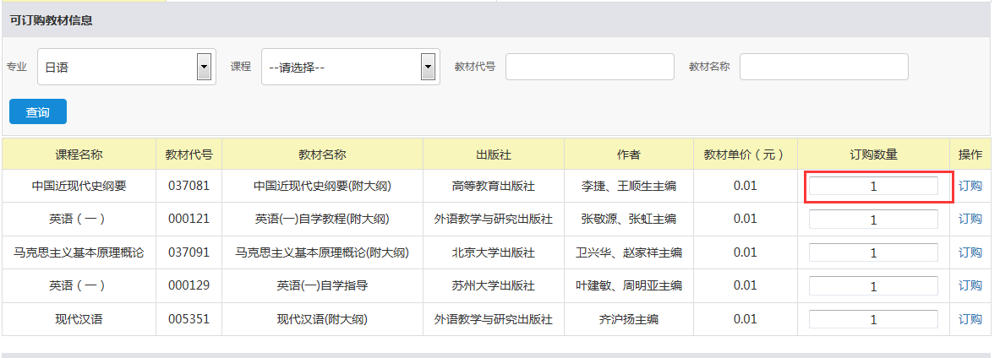 可订购教材信息
专业 日语 课程 --请选择-- 教材代号 教材名称
查询
课程名称 教材代号 教材名称 出版社 作者 教材单价（元） 订购数量 操作
中国近现代史纲要 037081 中国近现代史纲要(附大纲) 高等教育出版社 李捷、王顺生主编 0.01 1 订购
英语（一） 000121 英语(一)自学教程(附大纲) 外语教学与研究出版社 张敬源、张虹主编 0.01 1 订购
马克思主义基本原理概论 037091 马克思主义基本原理概论(附大纲) 北京大学出版社 卫兴华、赵家祥主编 0.01 1 订购
英语（一） 000129 英语(一)自学指导 苏州大学出版社 叶建敏、周明亚主编 0.01 1 订购
现代汉语 005351 现代汉语(附大纲) 外语教学与研究出版社 齐沪扬主编 0.01 1 订购